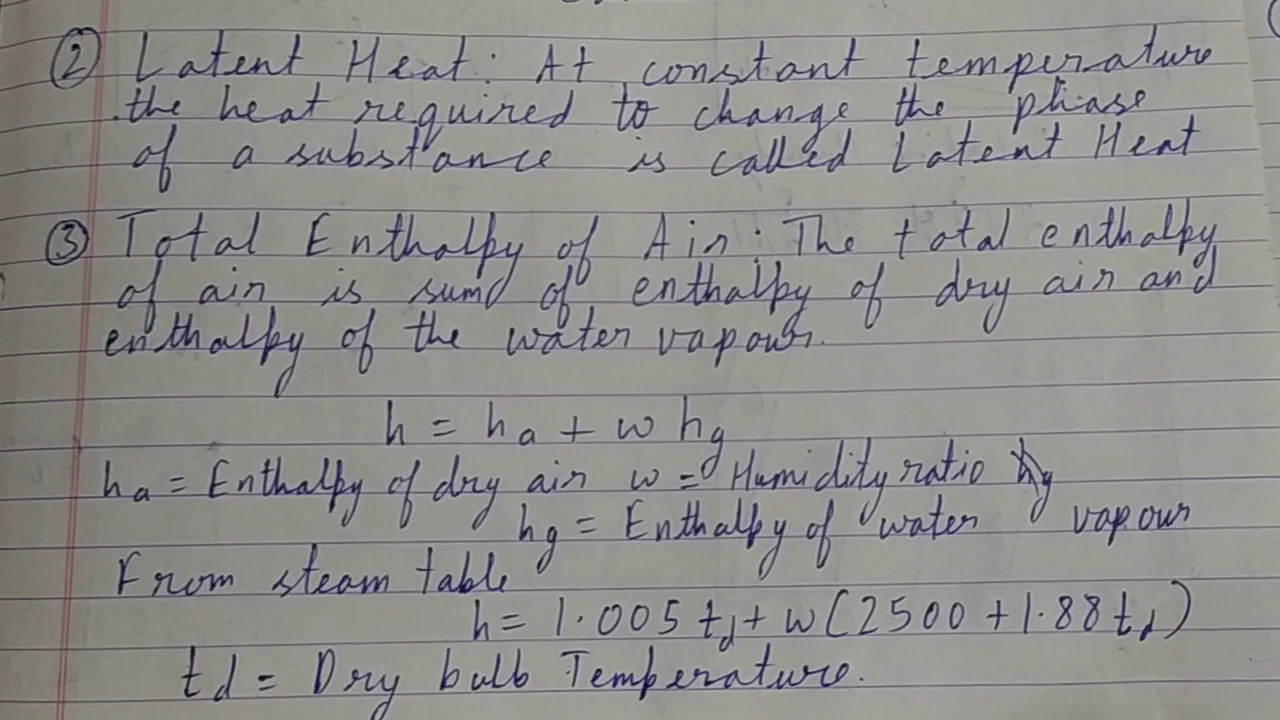 ② Latent Heat: At constant temperature
the heat required to change the phase
of a substance is called Latent Heat
③ Total Enthalpy of Air: The total enthalpy
of air is sum of enthalpy of dry air and
enthalpy of the water vapour.
h = ha + w hg
ha = Enthalpy of dry air w = Humidity ratio
hg = Enthalpy of water vapour
From steam table
h = 1.005 td + w(2500 + 1.88 td)
td = Dry bulb Temperature.